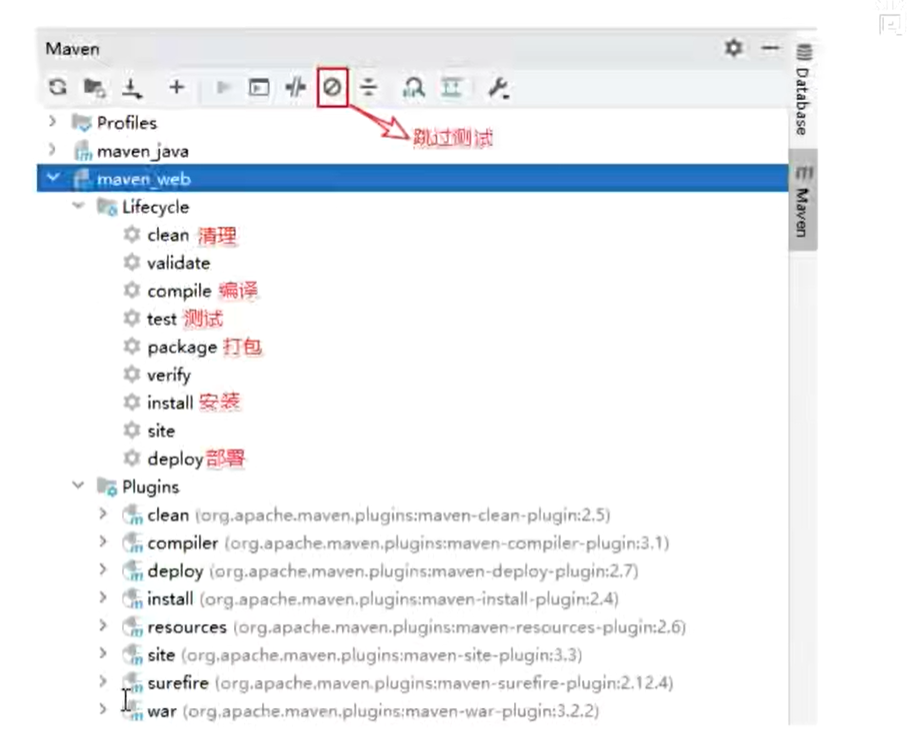 Maven
Database
Maven
跳过测试
Profiles
maven_java
maven_web
Lifecycle
clean 清理
validate
compile 编译
test 测试
package 打包
verify
install 安装
site
deploy 部署
Plugins
clean (org.apache.maven.plugins:maven-clean-plugin:2.5)
compiler (org.apache.maven.plugins:maven-compiler-plugin:3.1)
deploy (org.apache.maven.plugins:maven-deploy-plugin:2.7)
install (org.apache.maven.plugins:maven-install-plugin:2.4)
resources (org.apache.maven.plugins:maven-resources-plugin:2.6)
site (org.apache.maven.plugins:maven-site-plugin:3.3)
surefire (org.apache.maven.plugins:maven-surefire-plugin:2.12.4)
war (org.apache.maven.plugins:maven-war-plugin:3.2.2)